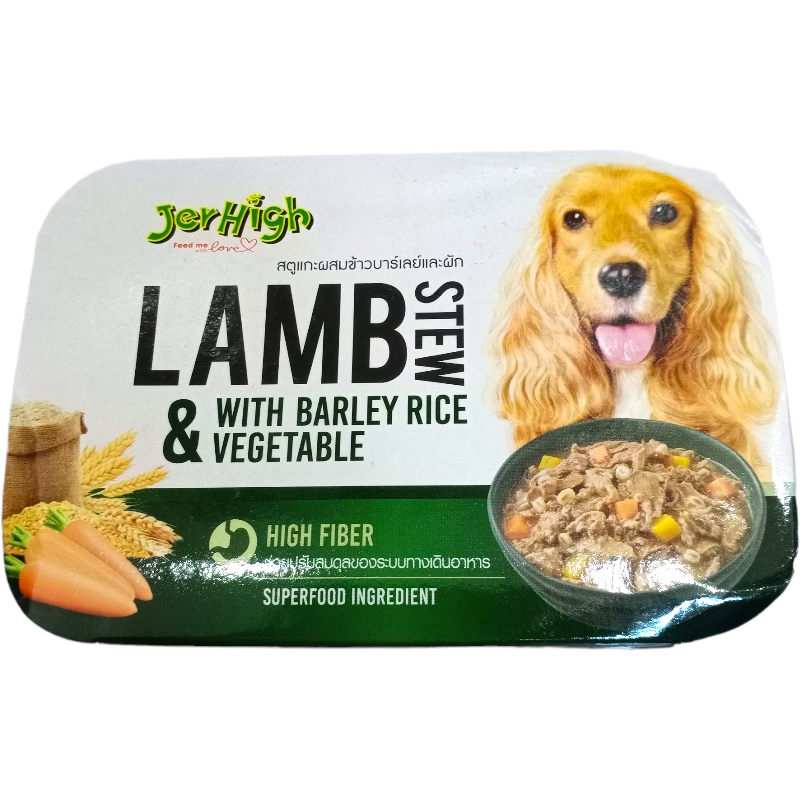 JerHigh
Feed me
with love
สตูแกะผสมข้าวบาร์เลย์และผัก
LAMB STEW
& WITH BARLEY RICE
VEGETABLE
HIGH FIBER
ช่วยปรับสมดุลของระบบทางเดินอาหาร
SUPERFOOD INGREDIENT